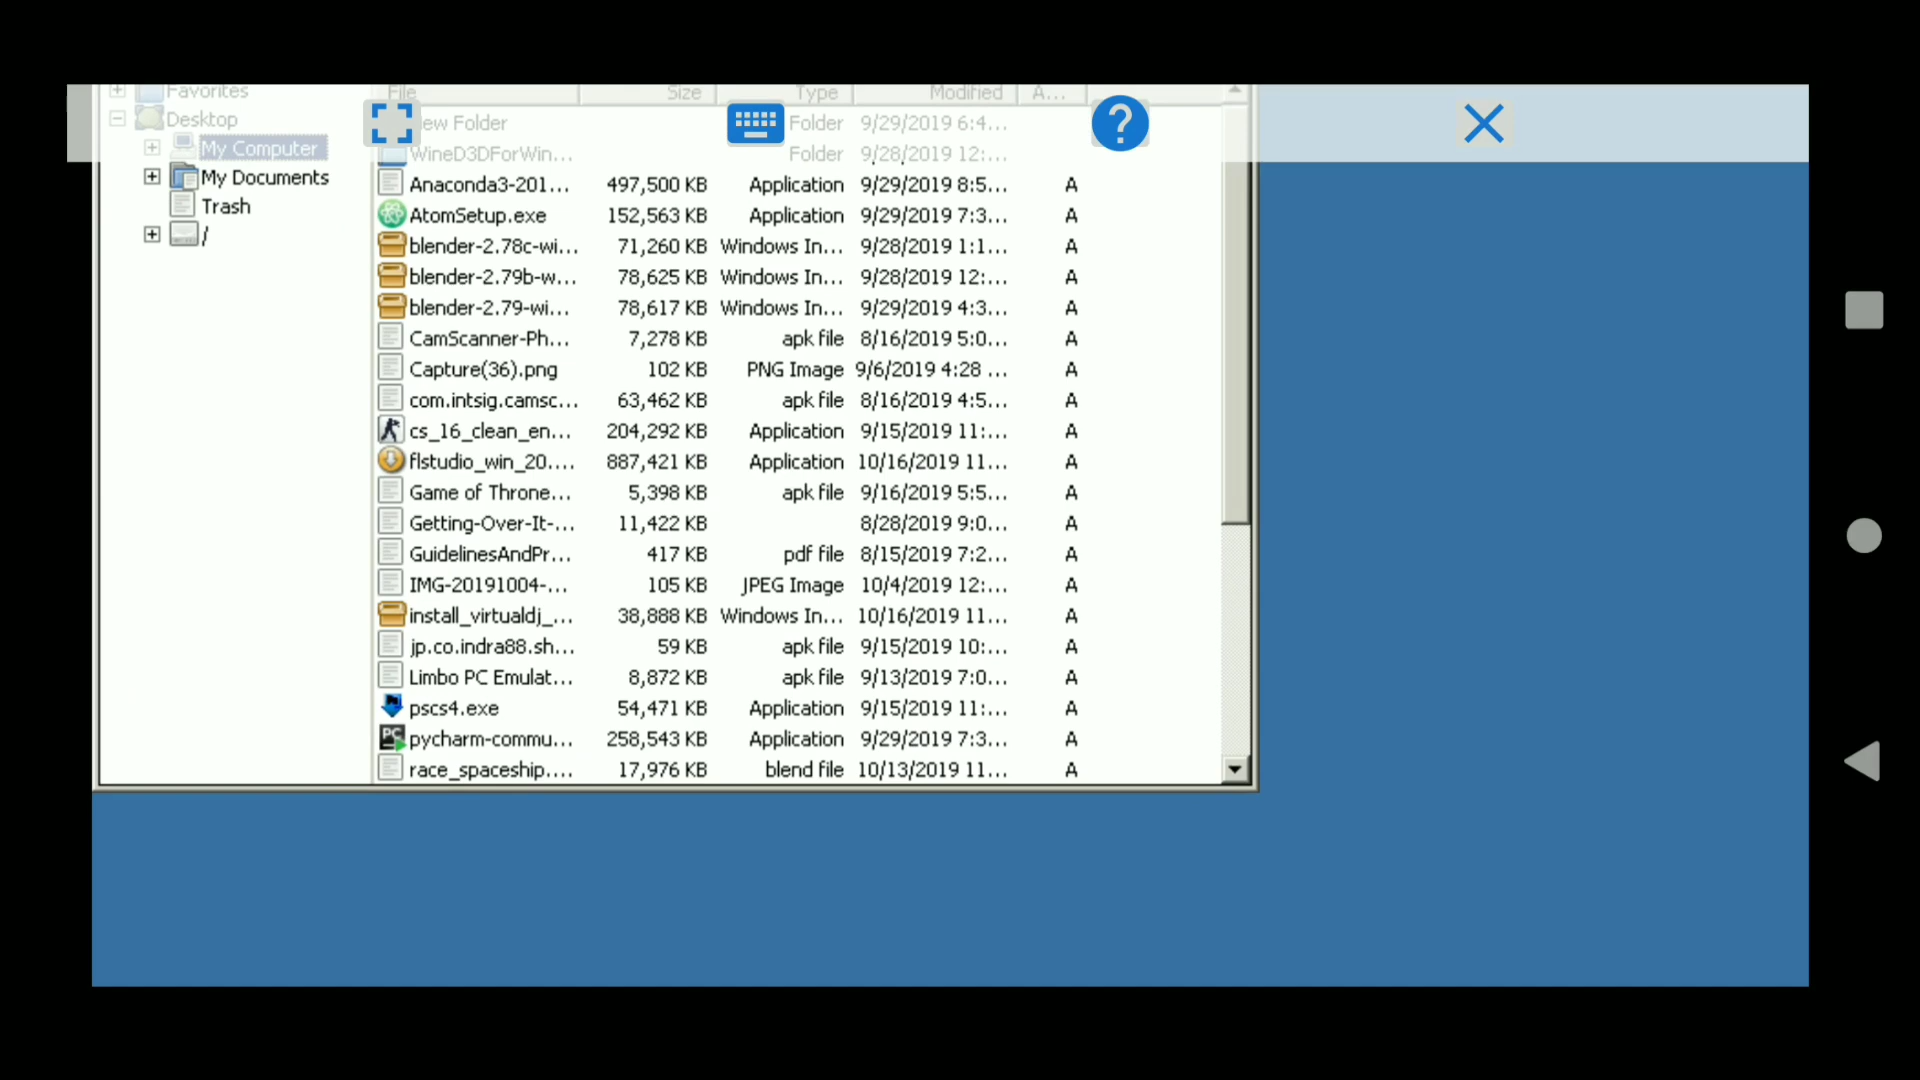 Favorites
Desktop
My Computer
My Documents
Trash
/
File Size Type Modified A...
ew Folder Folder 9/29/2019 6:4...
WineD3DForWin... Folder 9/28/2019 12:...
Anaconda3-201... 497,500 KB Application 9/29/2019 8:5... A
AtomSetup.exe 152,563 KB Application 9/29/2019 7:3... A
blender-2.78c-wi... 71,260 KB Windows In... 9/28/2019 1:1... A
blender-2.79b-w... 78,625 KB Windows In... 9/28/2019 12:... A
blender-2.79-wi... 78,617 KB Windows In... 9/29/2019 4:3... A
CamScanner-Ph... 7,278 KB apk file 8/16/2019 5:0... A
Capture(36).png 102 KB PNG Image 9/6/2019 4:28 ... A
com.intsig.camsc... 63,462 KB apk file 8/16/2019 4:5... A
cs_16_clean_en... 204,292 KB Application 9/15/2019 11:... A
flstudio_win_20.... 887,421 KB Application 10/16/2019 11... A
Game of Throne... 5,398 KB apk file 9/16/2019 5:5... A
Getting-Over-It-... 11,422 KB 8/28/2019 9:0... A
GuidelinesAndPr... 417 KB pdf file 8/15/2019 7:2... A
IMG-20191004-... 105 KB JPEG Image 10/4/2019 12:... A
install_virtualdj_... 38,888 KB Windows In... 10/16/2019 11... A
jp.co.indra88.sh... 59 KB apk file 9/15/2019 10:... A
Limbo PC Emulat... 8,872 KB apk file 9/13/2019 7:0... A
pscs4.exe 54,471 KB Application 9/15/2019 11:... A
pycharm-commu... 258,543 KB Application 9/29/2019 7:3... A
race_spaceship.... 17,976 KB blend file 10/13/2019 11... A